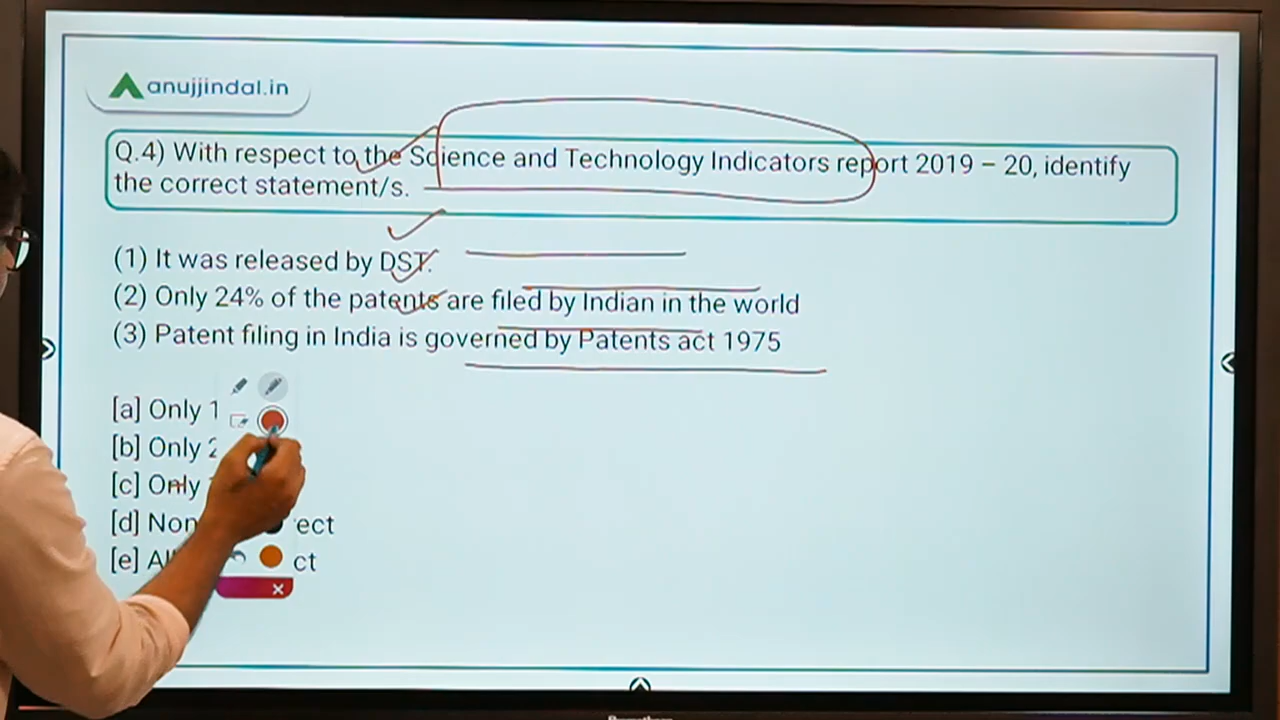 anujjindal.in
Q.4) With respect to the Science and Technology Indicators report 2019 – 20, identify
the correct statement/s.
(1) It was released by DST.
(2) Only 24% of the patents are filed by Indian in the world
(3) Patent filing in India is governed by Patents act 1975
[a] Only 1
[b] Only 2
[c] Only
[d] ect
[e] ct